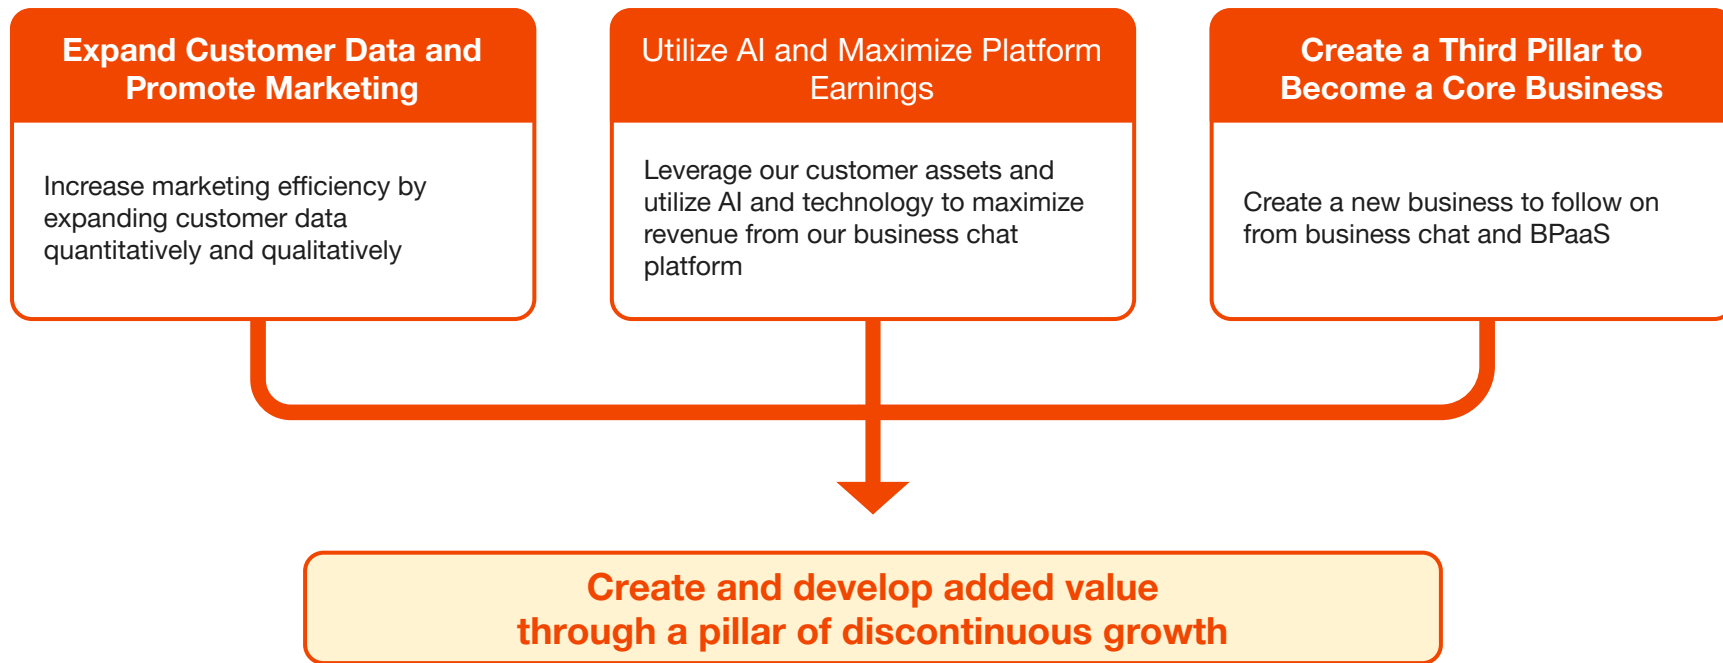 Expand Customer Data and
Promote Marketing
Increase marketing efficiency by
expanding customer data
quantitatively and qualitatively
Utilize AI and Maximize Platform
Earnings
Leverage our customer assets and
utilize AI and technology to maximize
revenue from our business chat
platform
Create a Third Pillar to
Become a Core Business
Create a new business to follow on
from business chat and BPaaS
Create and develop added value
through a pillar of discontinuous growth